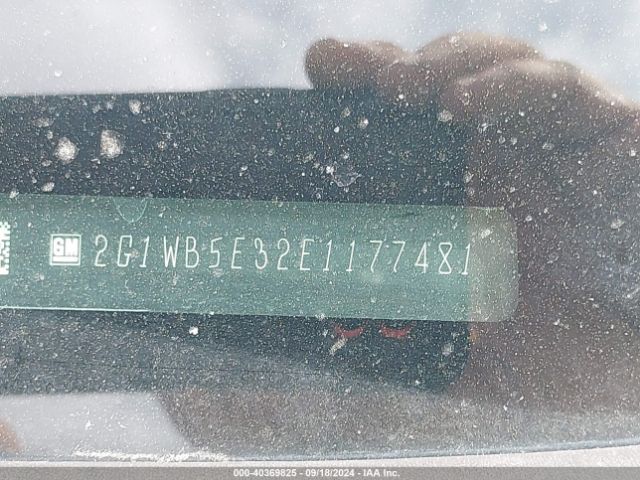 GM 2G1WB5E32E1177481
000-40369825 - 09/18/2024 - IAA Inc.